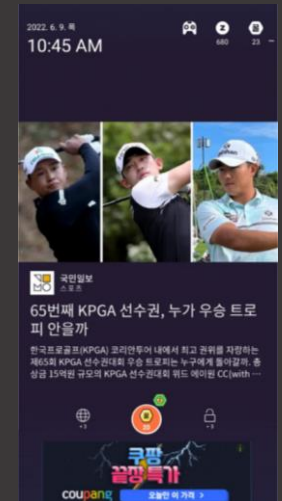 2022. 6. 9. 목
10:45 AM
680
23
국민일보
스포츠
65번째 KPGA 선수권, 누가 우승 트로
피 안을까
한국프로골프(KPGA) 코리안투어 내에서 최고 권위를 자랑하는
제65회 KPGA 선수권대회 우승 트로피는 누구에게 돌아갈까. 총
상금 15억원 규모의 KPGA 선수권대회 위드 에이원 CC(with …
+3
20
+3
쿠팡
끝장특가
coupang
오늘만 이 가격 >